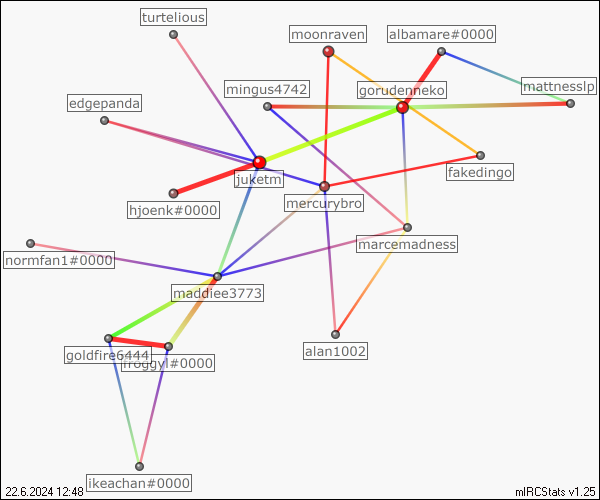 turtelious
moonraven
albamare#0000
mingus4742
gorudenneko
mattnesslp
edgepanda
juketm
fakedingo
hjoenk#0000
mercurybro
marcemadness
normfan1#0000
maddiee3773
goldfire6444
froggyl#0000
alan1002
ikeachan#0000
22.6.2024 12:48
mIRCStats v1.25